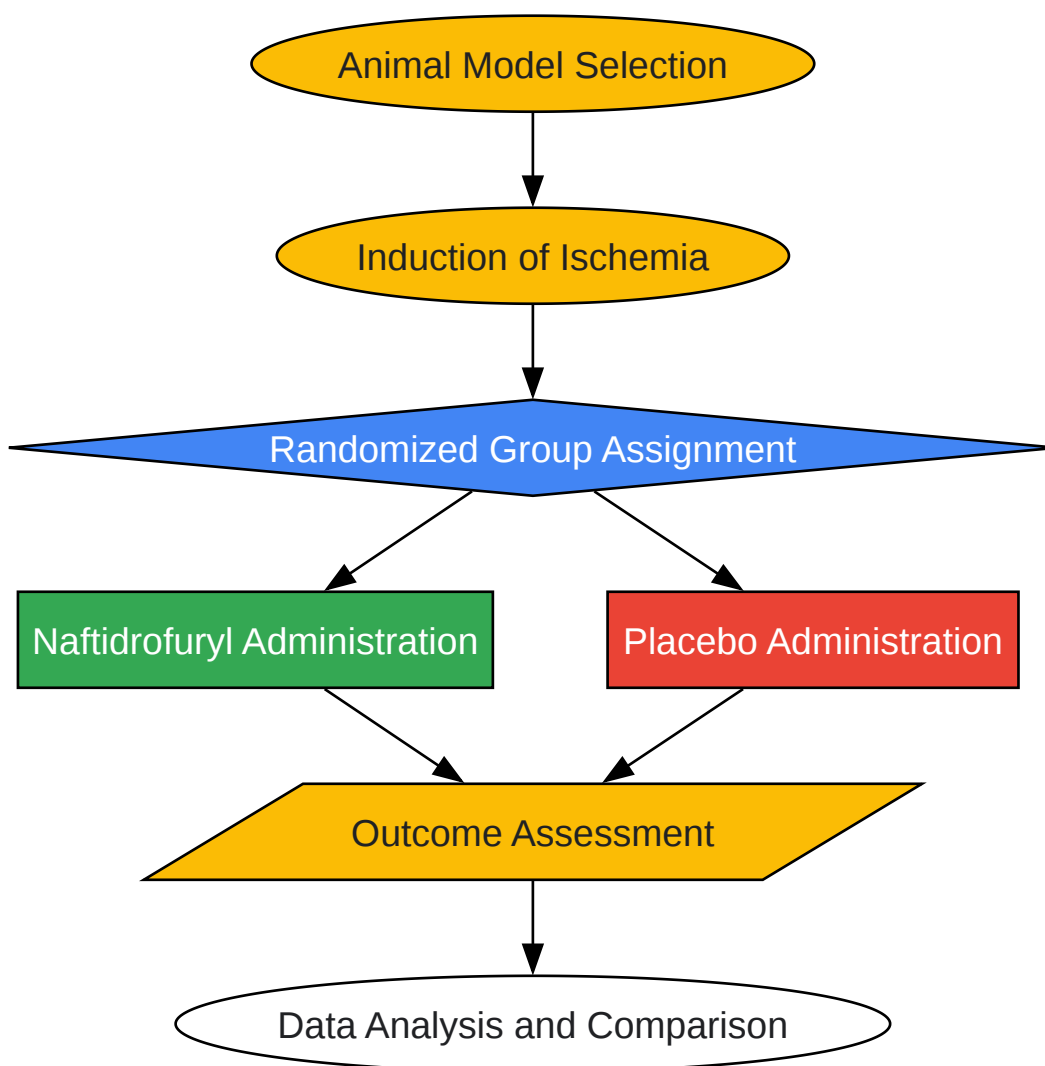 Animal Model Selection
Induction of Ischemia
Randomized Group Assignment
Naftidrofuryl Administration
Placebo Administration
Outcome Assessment
Data Analysis and Comparison